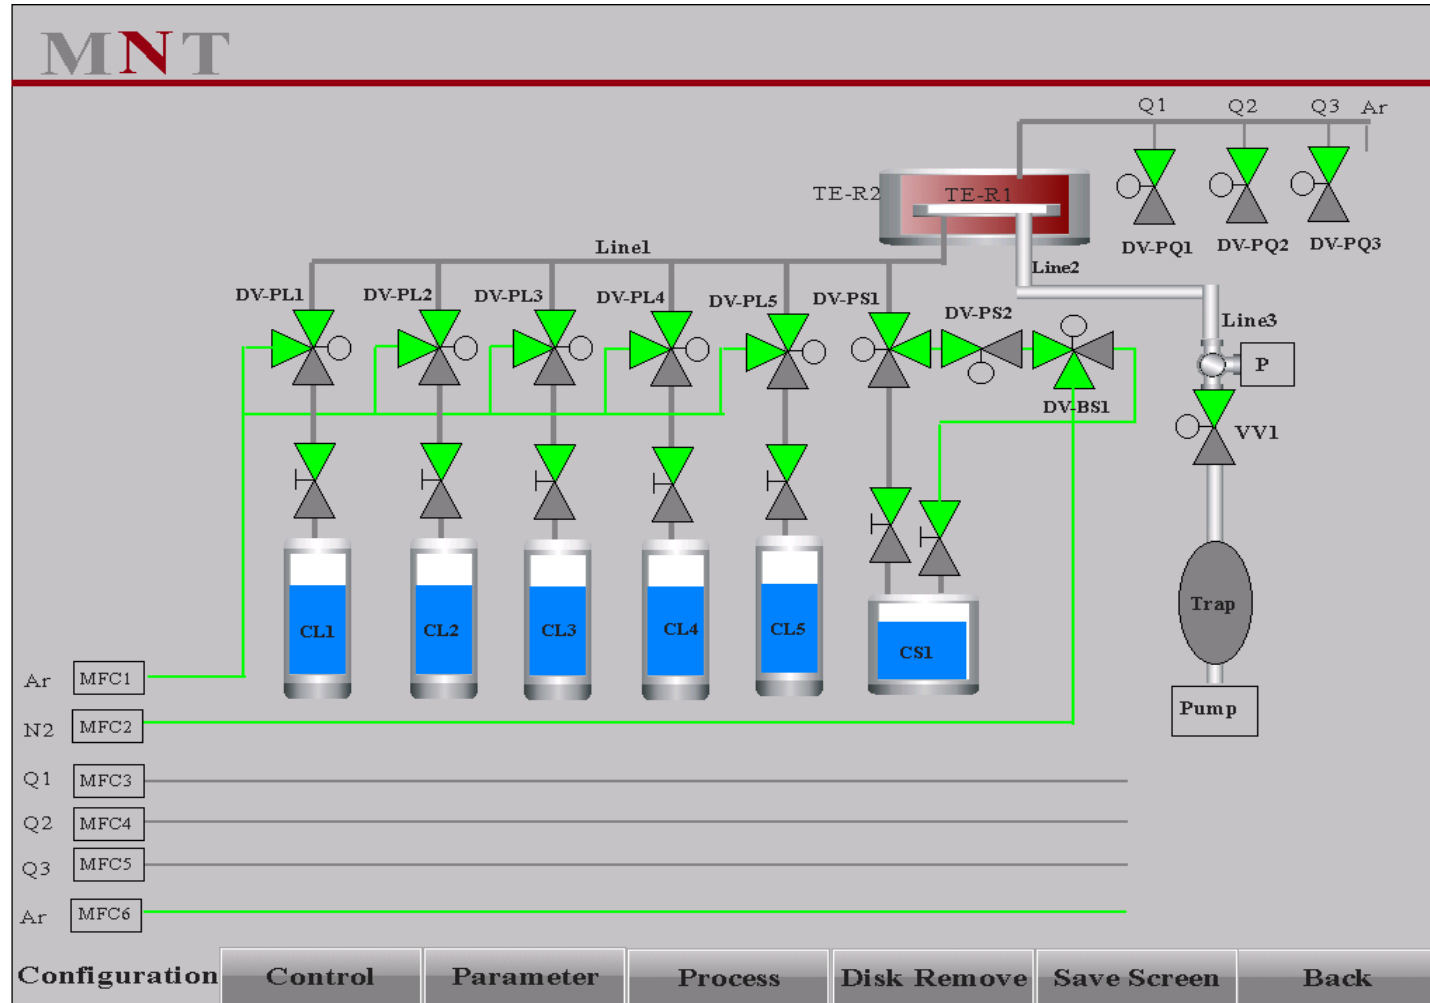 MNT
Q1 Q2 Q3 Ar
TE-R2 TE-R1
DV-PQ1 DV-PQ2 DV-PQ3
Line1
Line2
DV-PL1 DV-PL2 DV-PL3 DV-PL4 DV-PL5 DV-PS1
DV-PS2
Line3
P
DV-BS1
VV1
Trap
CL1 CL2 CL3 CL4 CL5
CS1
Ar MFC1
Pump
N2 MFC2
Q1 MFC3
Q2 MFC4
Q3 MFC5
Ar MFC6
Configuration Control Parameter Process Disk Remove Save Screen Back